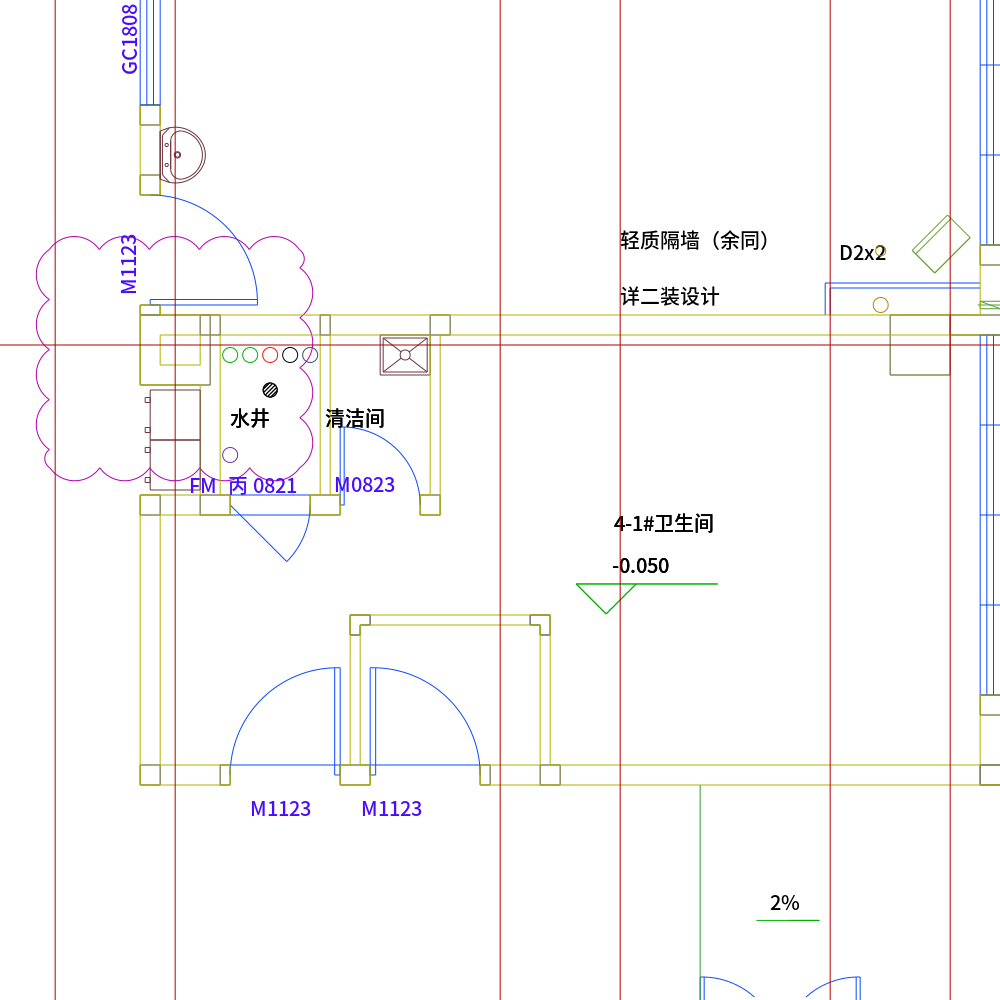 GC1808
M1123
轻质隔墙（余同）
D2x2
详二装设计
水井
清洁间
FM 丙 0821
M0823
4-1#卫生间
-0.050
M1123
M1123
2%